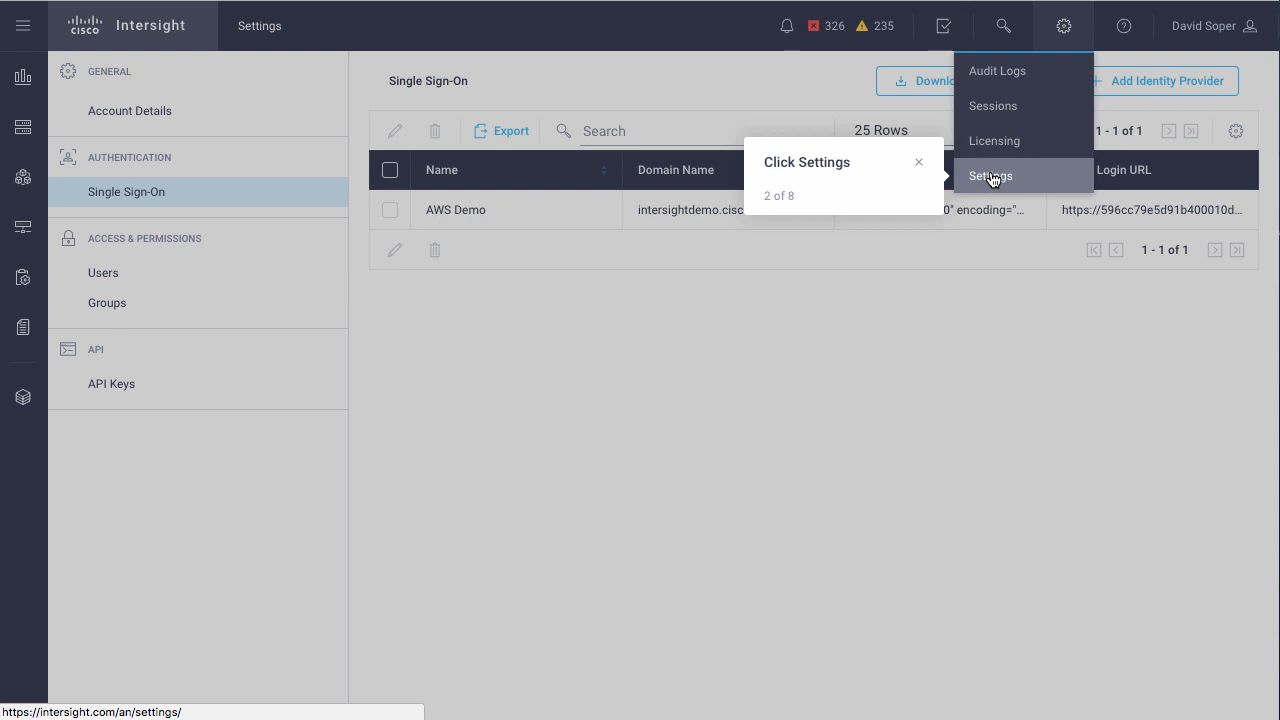 CISCO Intersight Settings 326 235 David Soper
GENERAL
Account Details
AUTHENTICATION
Single Sign-On
ACCESS & PERMISSIONS
Users
Groups
API
API Keys
Single Sign-On
Downlo
Add Identity Provider
Export Search 25 Rows 1 - 1 of 1
Name Domain Name Login URL
AWS Demo intersightdemo.cisc 0" encoding="... https://596cc79e5d91b400010d...
1 - 1 of 1
Audit Logs
Sessions
Licensing
Settings
Click Settings
2 of 8
https://intersight.com/an/settings/